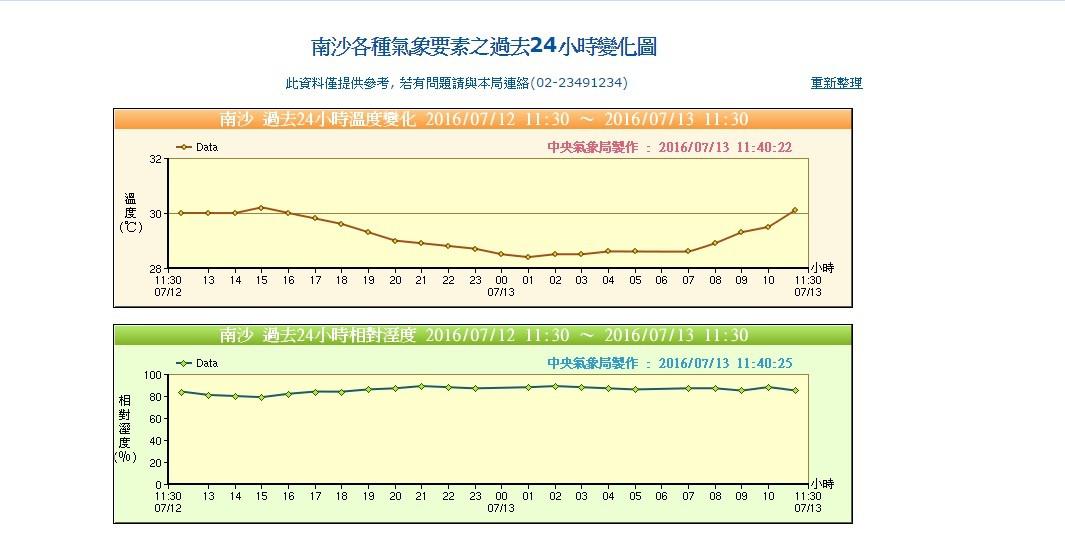 南沙各種氣象要素之過去24小時變化圖
此資料僅提供參考, 若有問題請與本局連絡(02-23491234) 重新整理
南沙 過去24小時溫度變化 2016/07/12 11:30 ～ 2016/07/13 11:30
Data 中央氣象局製作 : 2016/07/13 11:40:22
32
溫度(℃)
30
28 小時
11:30 13 14 15 16 17 18 19 20 21 22 23 00 01 02 03 04 05 06 07 08 09 10 11:30
07/12 07/13 07/13
南沙 過去24小時相對溼度 2016/07/12 11:30 ～ 2016/07/13 11:30
Data 中央氣象局製作 : 2016/07/13 11:40:25
100
相對溼度(%)
80
60
40
20
0 小時
11:30 13 14 15 16 17 18 19 20 21 22 23 00 01 02 03 04 05 06 07 08 09 10 11:30
07/12 07/13 07/13